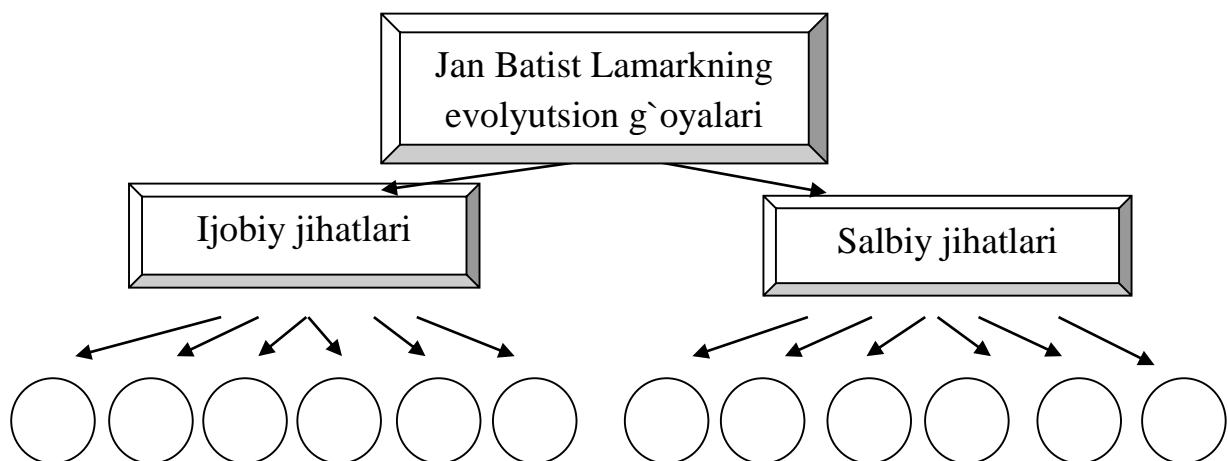 Jan Batist Lamarkning
evolyutsion g`oyalari
Ijobiy jihatlari
Salbiy jihatlari